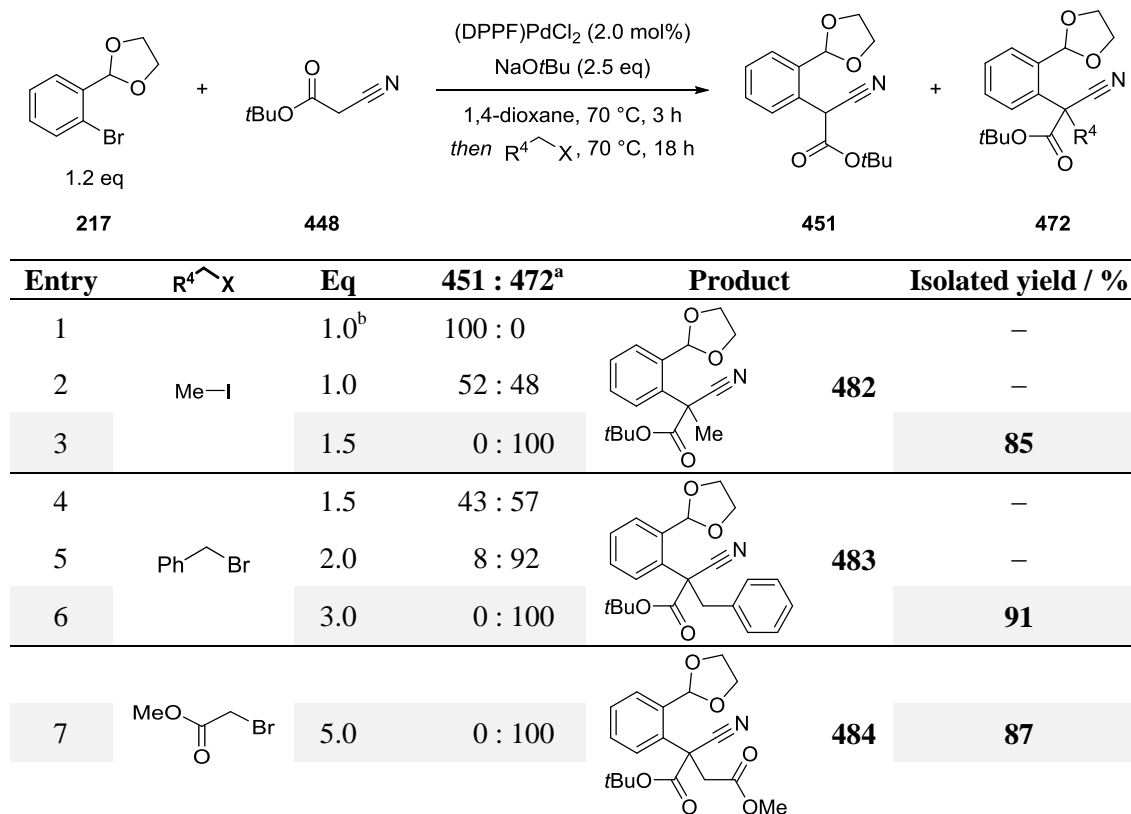 (DPPF)PdCl2 (2.0 mol%)
NaOtBu (2.5 eq)
1,4-dioxane, 70 °C, 3 h
then R4 X, 70 °C, 18 h
O O
Br
+
O
tBuO
N
O O
CN
O OtBu
+
O O
N
tBuO R4
O
1.2 eq
217 448 451 472
Entry R4 X Eq 451 : 472a Product Isolated yield / %
1 1.0b 100 : 0 –
2 Me–I 1.0 52 : 48 482 –
3 1.5 0 : 100 85
O O
N
tBuO Me
O
4 1.5 43 : 57 –
5 Ph Br 2.0 8 : 92 483 –
6 3.0 0 : 100 91
O O
N
tBuO
O
7 MeO Br 5.0 0 : 100 484 87
O
O O
N
tBuO O
O OMe